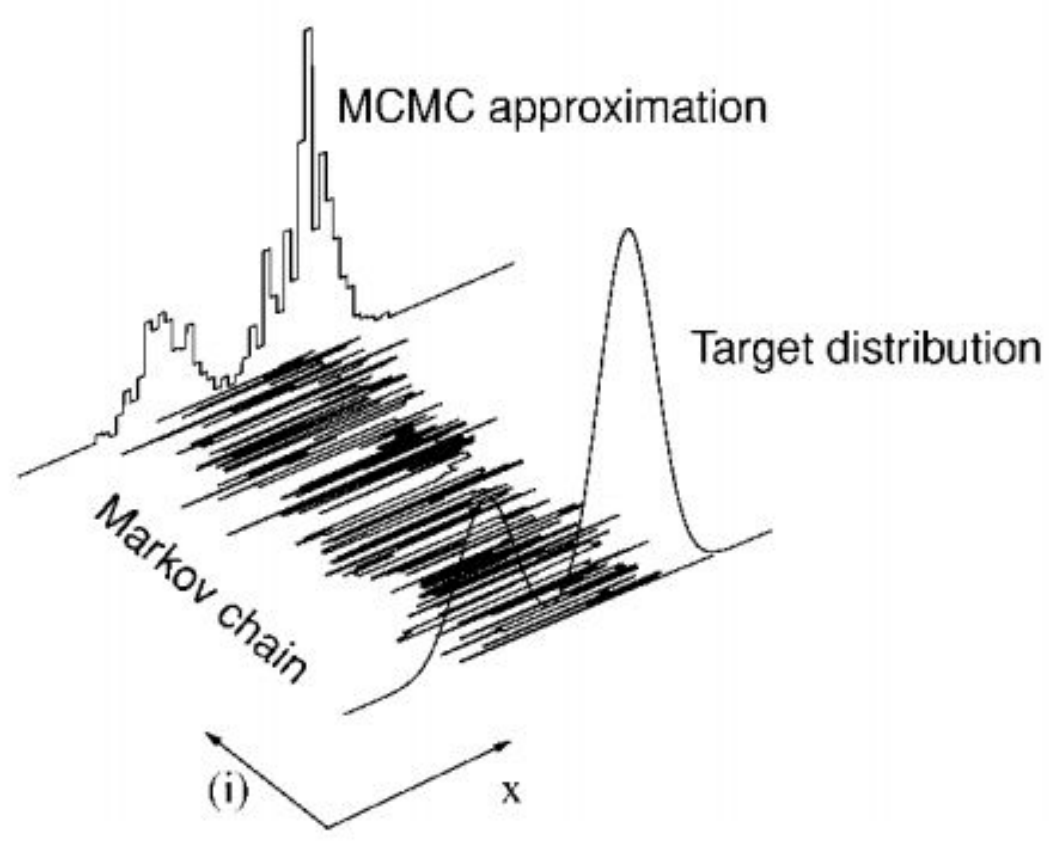 MCMC approximation
Target distribution
Markov chain
(i)
x